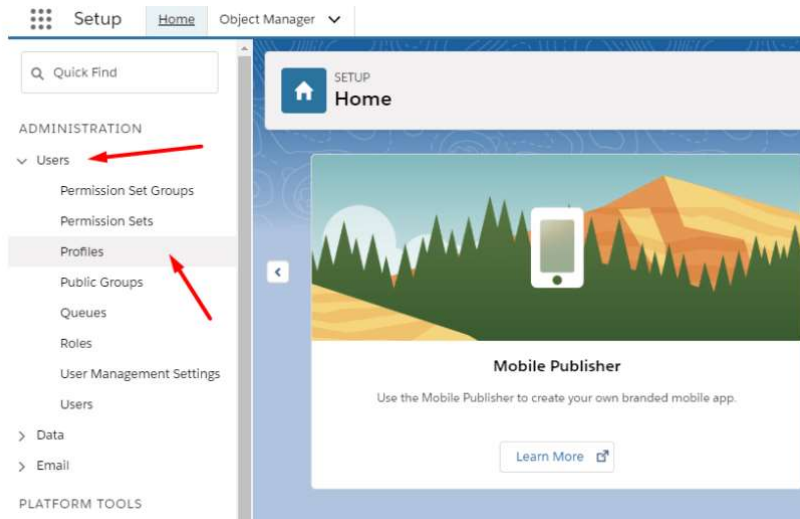 Setup
Home
Object Manager
Quick Find
ADMINISTRATION
Users
Permission Set Groups
Permission Sets
Profiles
Public Groups
Queues
Roles
User Management Settings
Users
Data
Email
PLATFORM TOOLS
SETUP
Home
Mobile Publisher
Use the Mobile Publisher to create your own branded mobile app.
Learn More